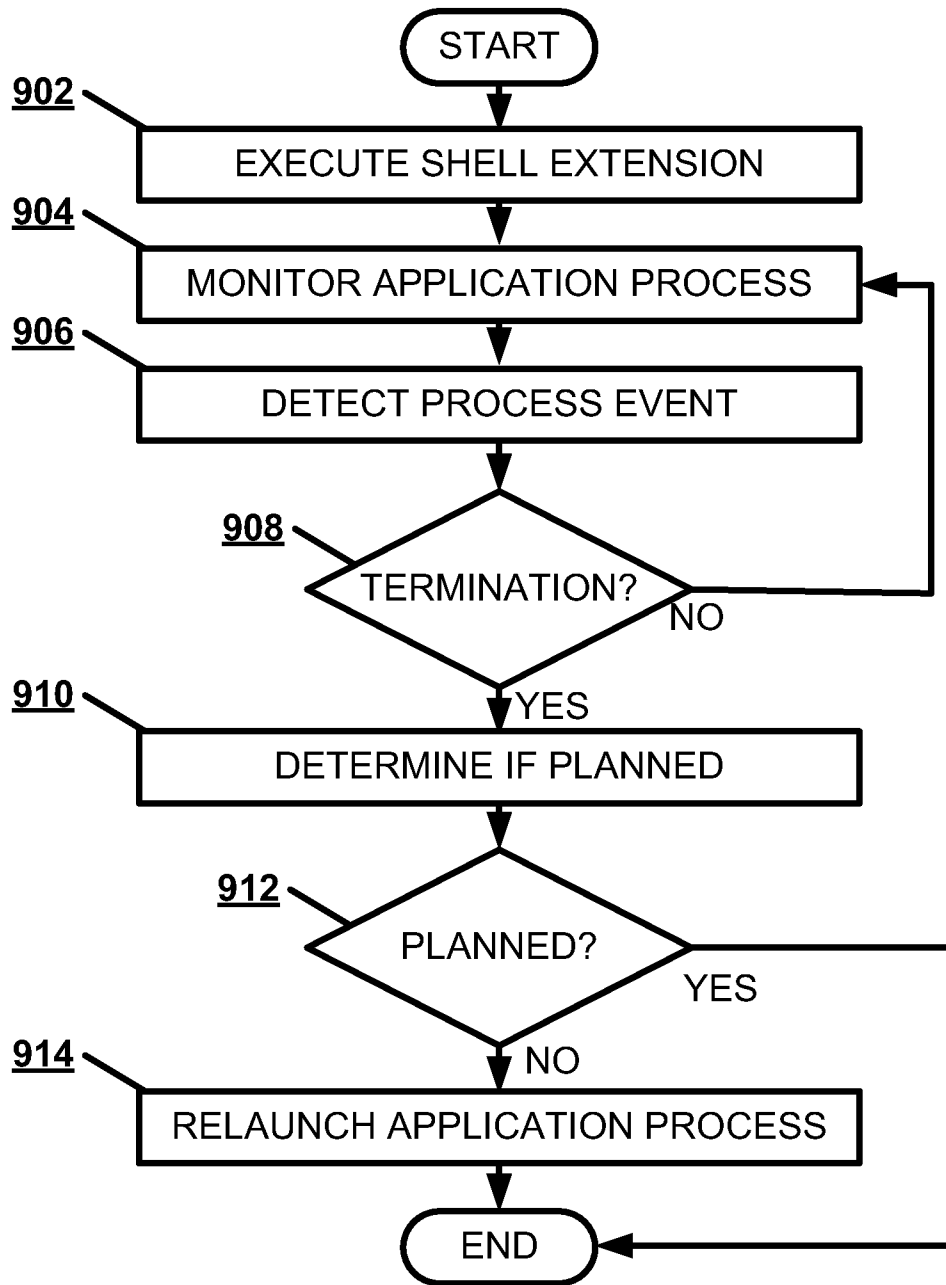 START
902
EXECUTE SHELL EXTENSION
904
MONITOR APPLICATION PROCESS
906
DETECT PROCESS EVENT
908
TERMINATION?
NO
YES
910
DETERMINE IF PLANNED
912
PLANNED?
YES
NO
914
RELAUNCH APPLICATION PROCESS
END